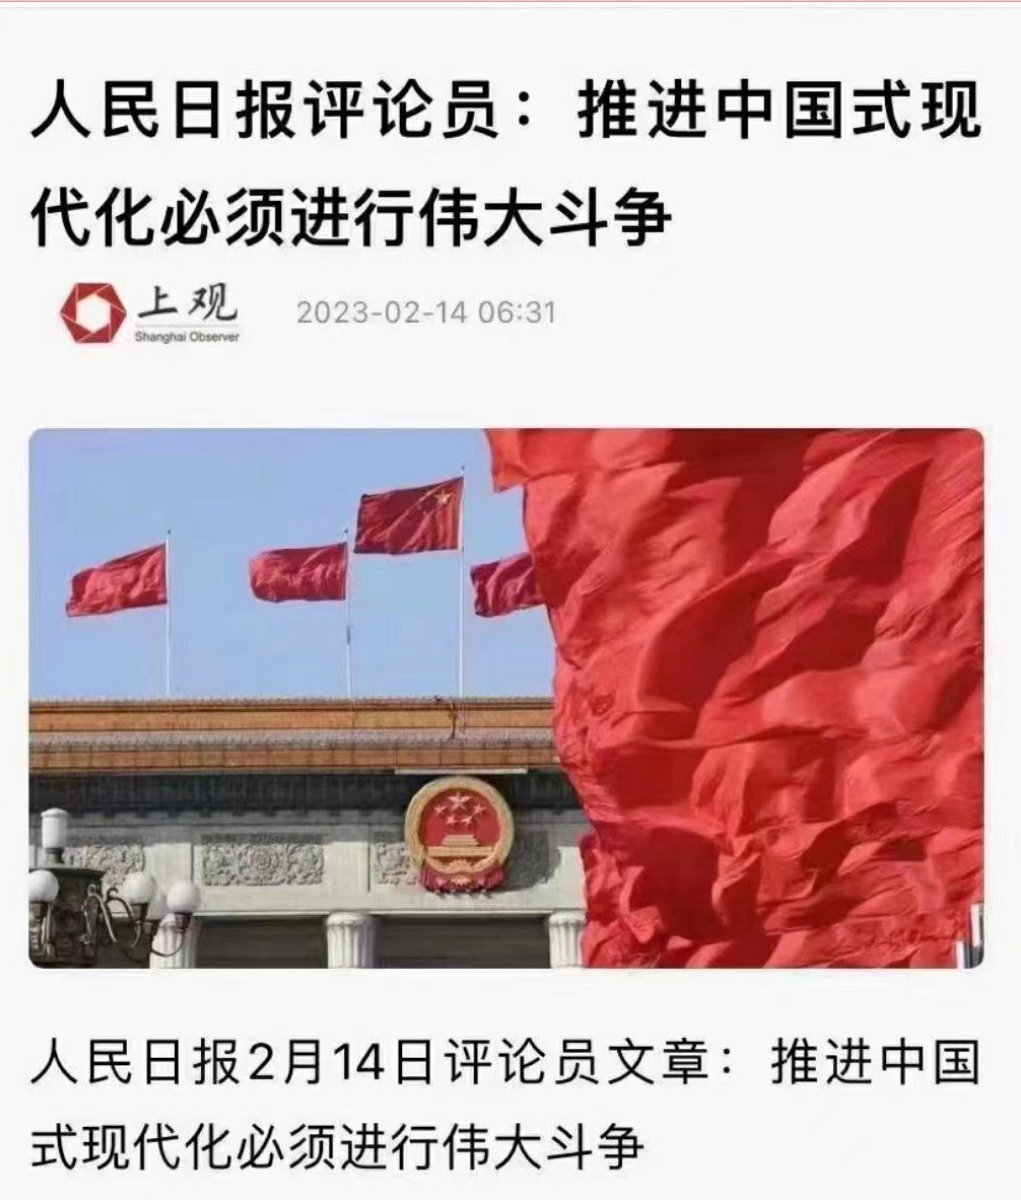 人民日报评论员：推进中国式现
代化必须进行伟大斗争
上观
Shanghai Observer
2023-02-14 06:31
人民日报2月14日评论员文章：推进中国
式现代化必须进行伟大斗争